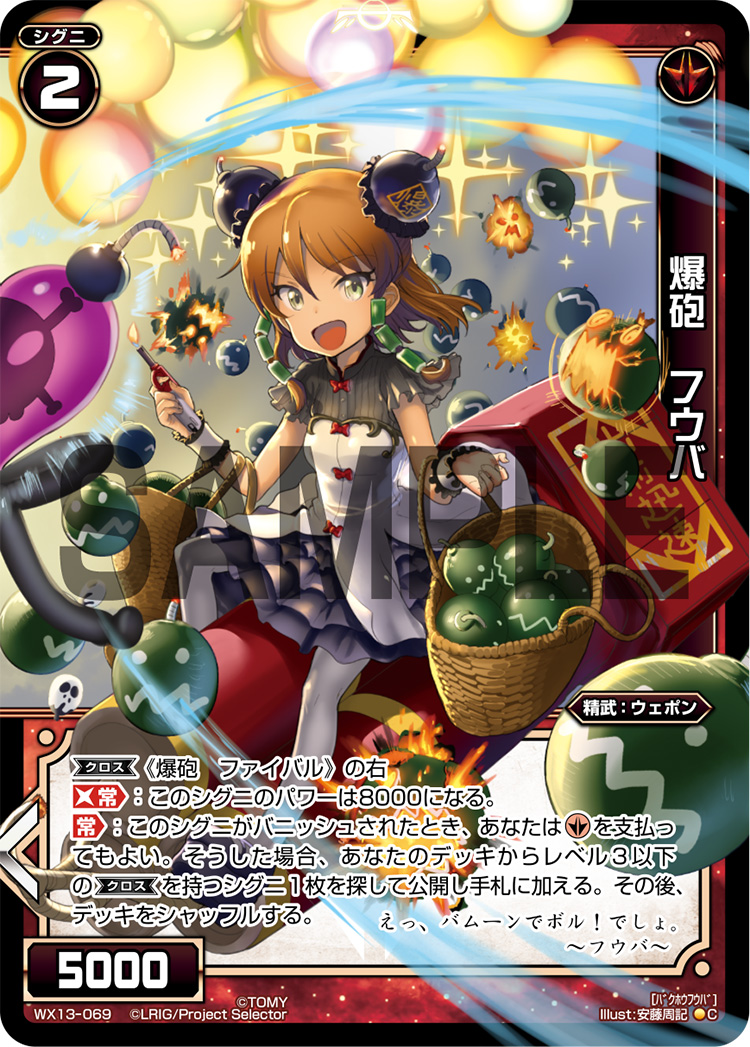 シグニ
2
爆
爆砲 フウバ
SAMPLE
精武：ウェポン
クロス《爆砲 ファイバル》の右
常：このシグニのパワーは8000になる。
常：このシグニがバニッシュされたとき、あなたは を支払っ
てもよい。そうした場合、あなたのデッキからレベル３以下
の クロス を持つシグニ１枚を探して公開し手札に加える。その後、
デッキをシャッフルする。
えっ、バムーンでボル！でしょ。
～フウバ～
5000
WX13-069
©TOMY
©LRIG/Project Selector
[ﾊﾞｸﾎｳﾌｳﾊﾞ]
Illust:安藤周記 C